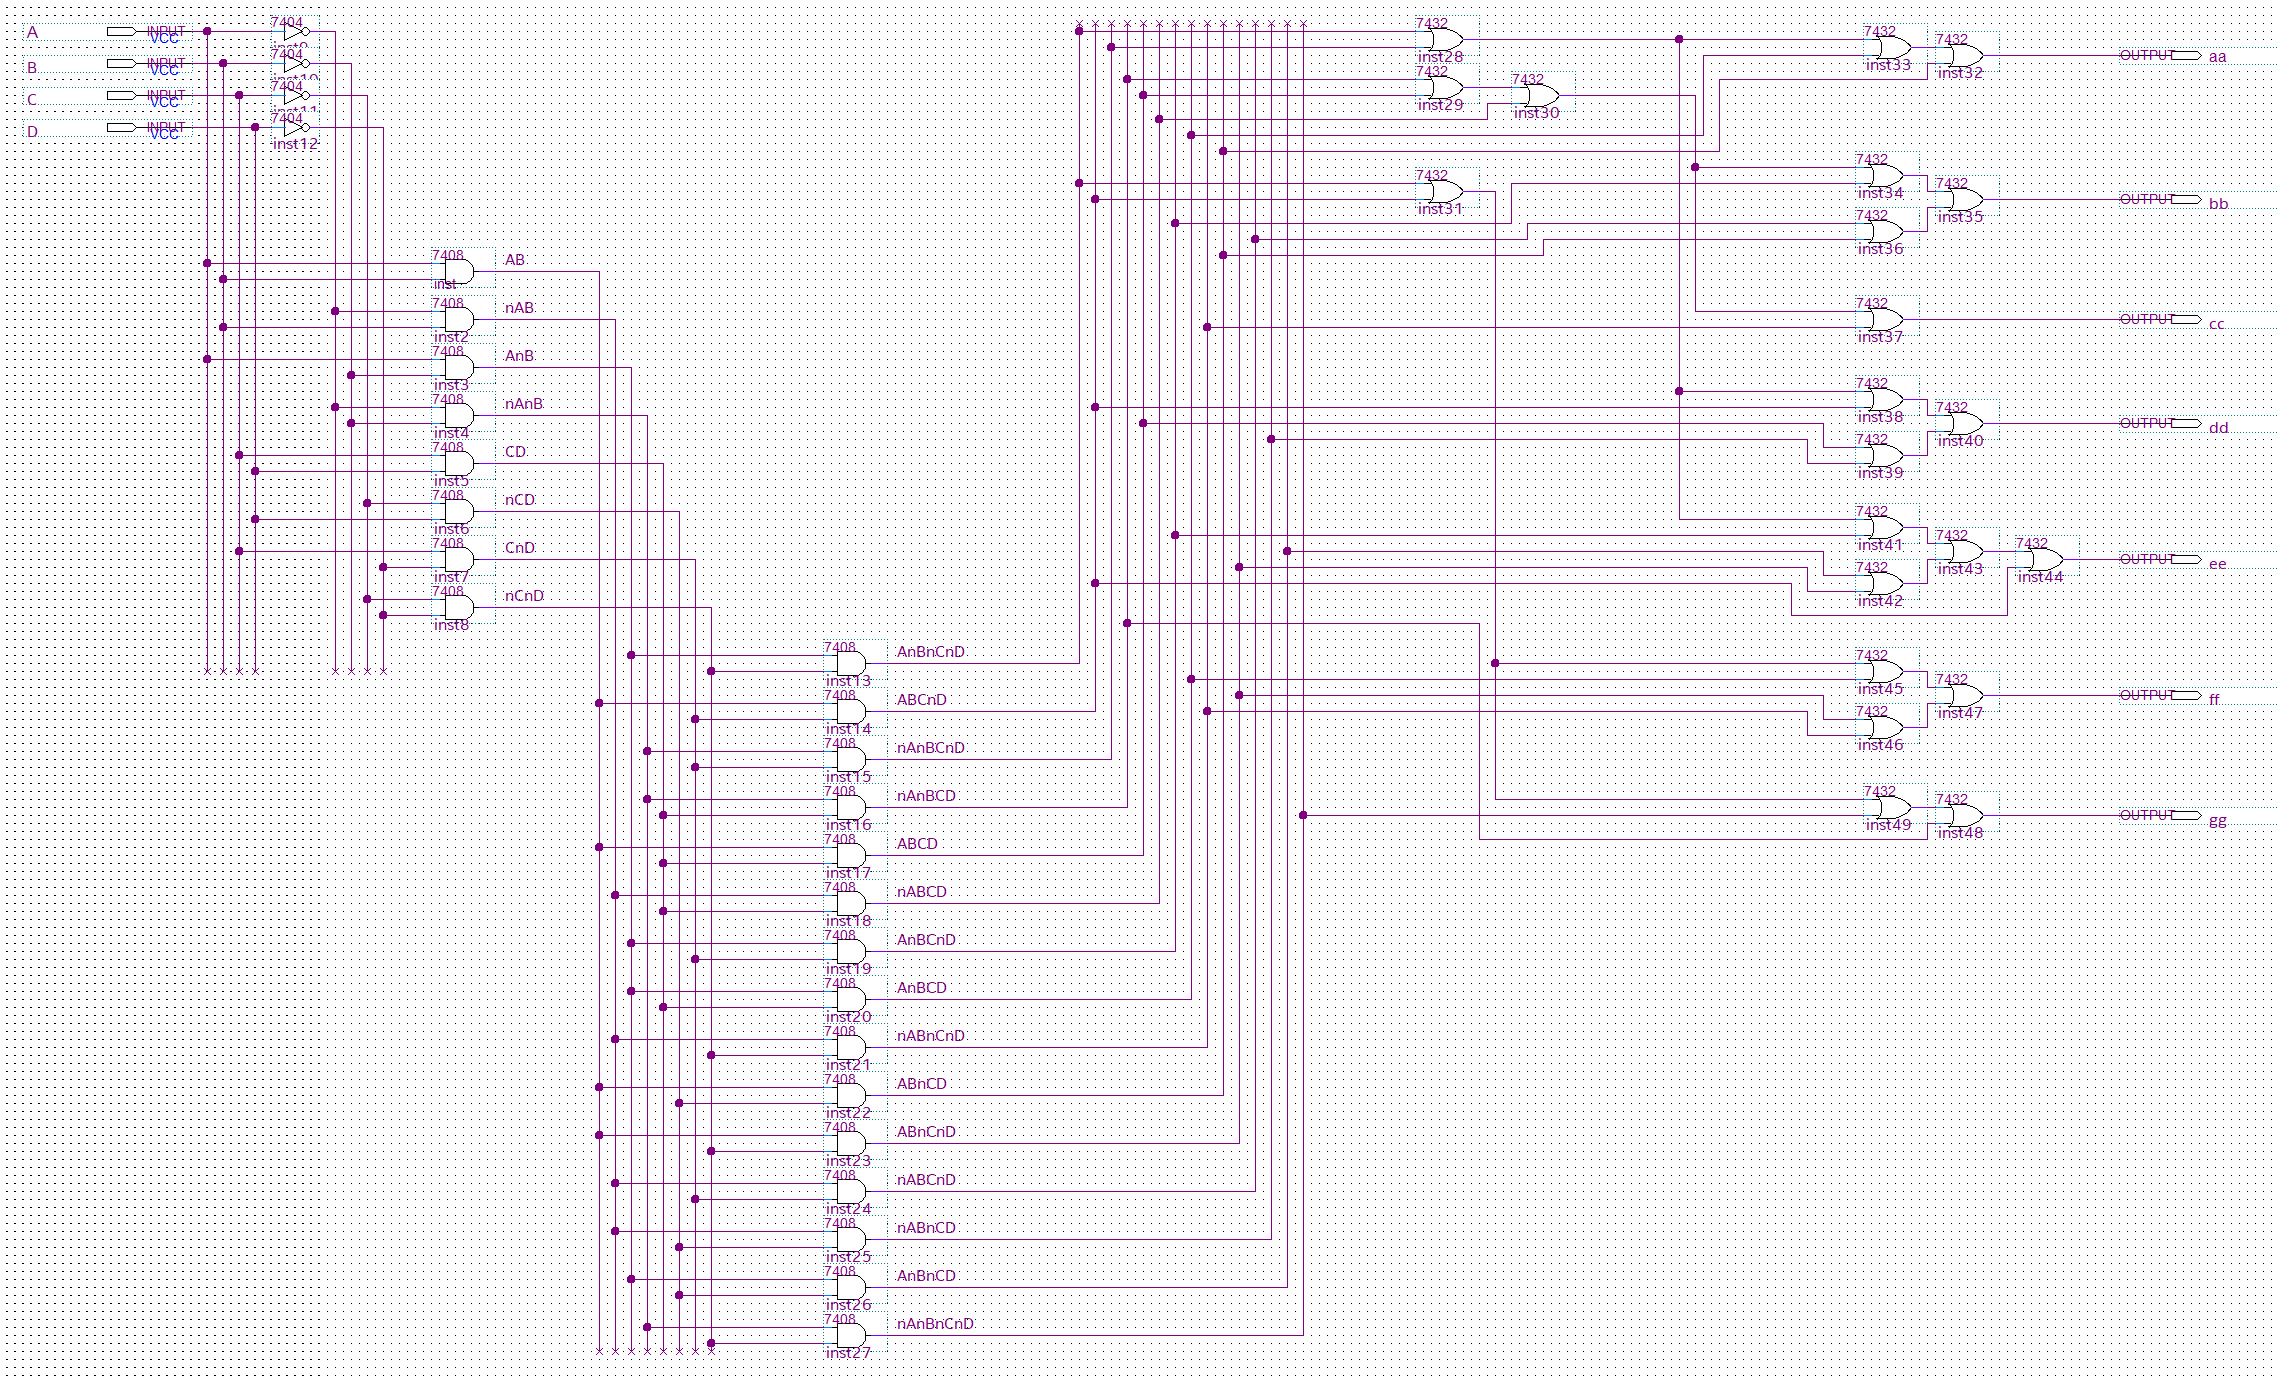 A INPUT VCC 7404 inst9
B INPUT VCC 7404 inst10
C INPUT VCC 7404 inst11
D INPUT VCC 7404 inst12
7408 AB inst
7408 nAB inst2
7408 AnB inst3
7408 nAnB inst4
7408 CD inst5
7408 nCD inst6
7408 CnD inst7
7408 nCnD inst8
7408 AnBnCnD inst13
7408 ABCnD inst14
7408 nAnBCnD inst15
7408 nAnBCD inst16
7408 ABCD inst17
7408 nABCD inst18
7408 AnBCnD inst19
7408 AnBCD inst20
7408 nABnCnD inst21
7408 ABnCD inst22
7408 ABnCnD inst23
7408 nABCnD inst24
7408 nABnCD inst25
7408 AnBnCD inst26
7408 nAnBnCnD inst27
7432 inst28
7432 inst29
7432 inst30
7432 inst31
7432 inst33
7432 inst32
OUTPUT aa
7432 inst34
7432 inst35
7432 inst36
OUTPUT bb
7432 inst37
OUTPUT cc
7432 inst38
7432 inst40
7432 inst39
OUTPUT dd
7432 inst41
7432 inst43
7432 inst44
7432 inst42
OUTPUT ee
7432 inst45
7432 inst47
7432 inst46
OUTPUT ff
7432 inst49
7432 inst48
OUTPUT gg